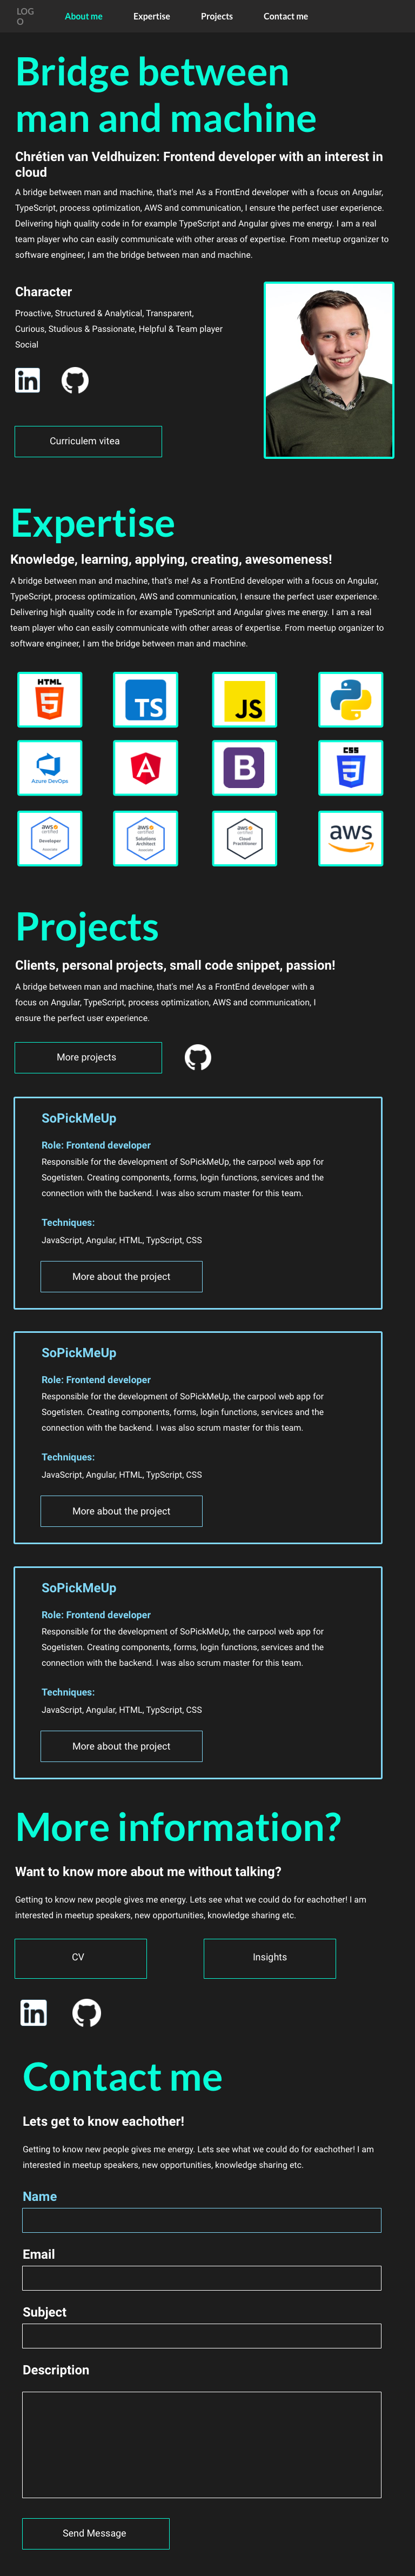 LOG
O
About me
Expertise
Projects
Contact me
Bridge between
man and machine
Chrétien van Veldhuizen: Frontend developer with an interest in
cloud
A bridge between man and machine, that's me! As a FrontEnd developer with a focus on Angular,
TypeScript, process optimization, AWS and communication, I ensure the perfect user experience.
Delivering high quality code in for example TypeScript and Angular gives me energy. I am a real
team player who can easily communicate with other areas of expertise. From meetup organizer to
software engineer, I am the bridge between man and machine.
Character
Proactive, Structured & Analytical, Transparent,
Curious, Studious & Passionate, Helpful & Team player
Social
in
Curriculem vitea
Expertise
Knowledge, learning, applying, creating, awesomeness!
A bridge between man and machine, that's me! As a FrontEnd developer with a focus on Angular,
TypeScript, process optimization, AWS and communication, I ensure the perfect user experience.
Delivering high quality code in for example TypeScript and Angular gives me energy. I am a real
team player who can easily communicate with other areas of expertise. From meetup organizer to
software engineer, I am the bridge between man and machine.
HTML
5
TS
JS
Azure DevOps
A
B
CSS
3
aws
certified
Developer
aws
certified
Solutions
Architect
aws
certified
Cloud
Practitioner
aws
Projects
Clients, personal projects, small code snippet, passion!
A bridge between man and machine, that's me! As a FrontEnd developer with a
focus on Angular, TypeScript, process optimization, AWS and communication, I
ensure the perfect user experience.
More projects
SoPickMeUp
Role: Frontend developer
Responsible for the development of SoPickMeUp, the carpool web app for
Sogetisten. Creating components, forms, login functions, services and the
connection with the backend. I was also scrum master for this team.
Techniques:
JavaScript, Angular, HTML, TypScript, CSS
More about the project
SoPickMeUp
Role: Frontend developer
Responsible for the development of SoPickMeUp, the carpool web app for
Sogetisten. Creating components, forms, login functions, services and the
connection with the backend. I was also scrum master for this team.
Techniques:
JavaScript, Angular, HTML, TypScript, CSS
More about the project
SoPickMeUp
Role: Frontend developer
Responsible for the development of SoPickMeUp, the carpool web app for
Sogetisten. Creating components, forms, login functions, services and the
connection with the backend. I was also scrum master for this team.
Techniques:
JavaScript, Angular, HTML, TypScript, CSS
More about the project
More information?
Want to know more about me without talking?
Getting to know new people gives me energy. Lets see what we could do for eachother! I am
interested in meetup speakers, new opportunities, knowledge sharing etc.
CV
Insights
in
Contact me
Lets get to know eachother!
Getting to know new people gives me energy. Lets see what we could do for eachother! I am
interested in meetup speakers, new opportunities, knowledge sharing etc.
Name
Email
Subject
Description
Send Message